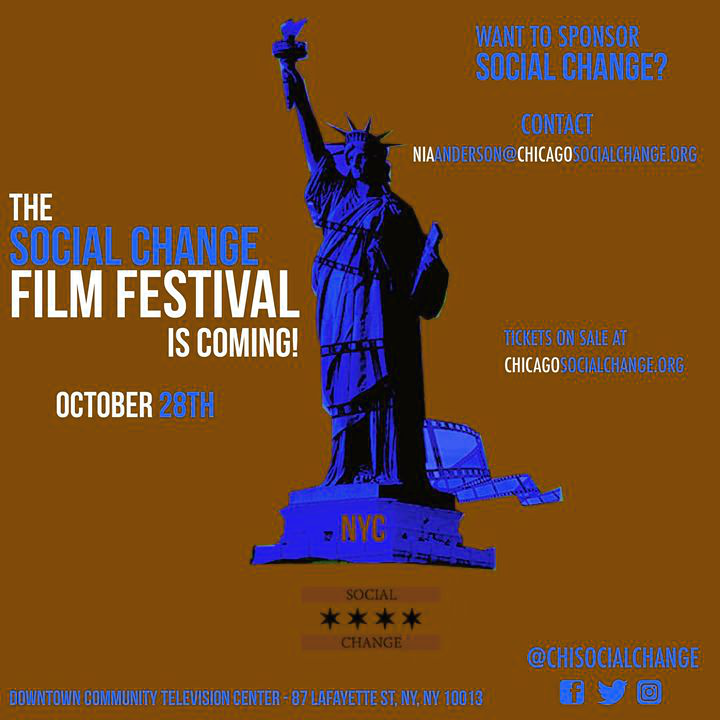 WANT TO SPONSOR
SOCIAL CHANGE?
CONTACT
NIAANDERSON@CHICAGOSOCIALCHANGE.ORG
THE
SOCIAL CHANGE
FILM FESTIVAL
IS COMING!
OCTOBER 28TH
TICKETS ON SALE AT
CHICAGOSOCIALCHANGE.ORG
NYC
SOCIAL
CHANGE
@CHISOCIALCHANGE
DOWNTOWN COMMUNITY TELEVISION CENTER - 87 LAFAYETTE ST, NY, NY 10013